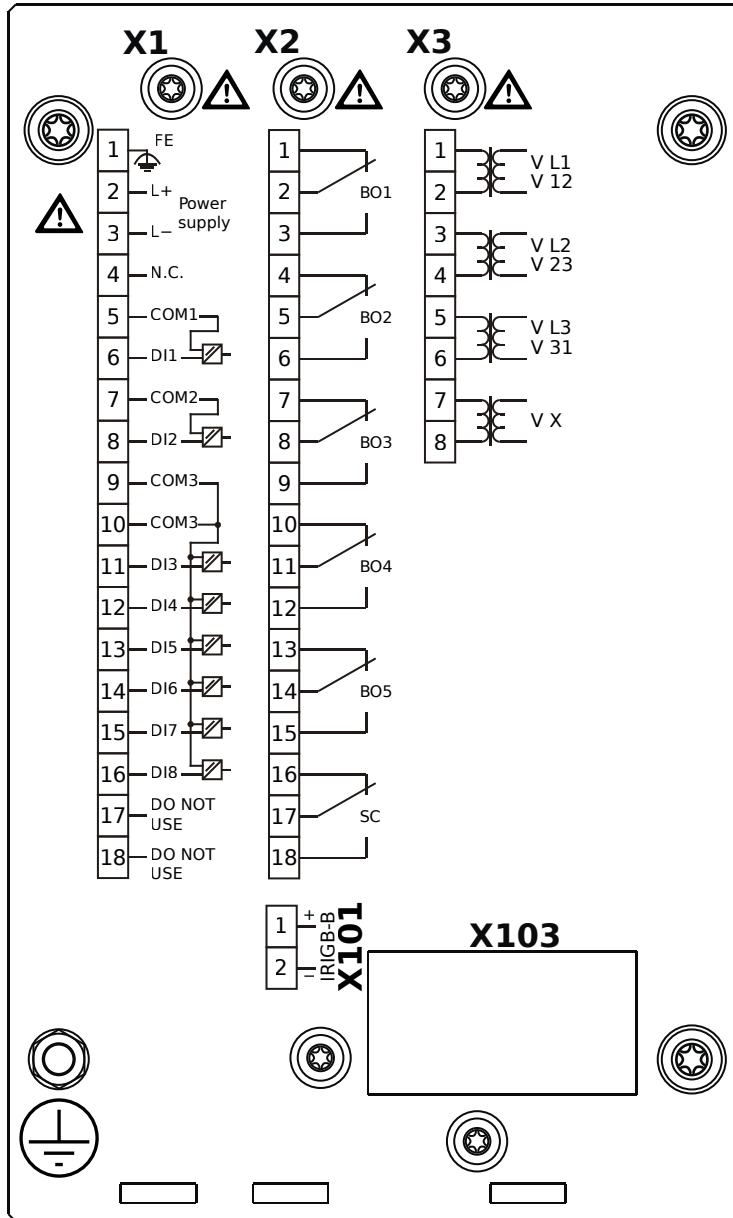 X1 X2 X3
1 FE
2 L+
3 L−
Power
supply
4 N.C.
5 COM1
6 DI1
7 COM2
8 DI2
9 COM3
10 COM3
11 DI3
12 DI4
13 DI5
14 DI6
15 DI7
16 DI8
17 DO NOT
USE
18 DO NOT
USE
1
2 BO1
3
4
5 BO2
6
7
8 BO3
9
10
11 BO4
12
13
14 BO5
15
16
17 SC
18
1 V L1
2 V 12
3 V L2
4 V 23
5 V L3
6 V 31
7 V X
8
1 +
2 −
IRIGB-B
X101
X103